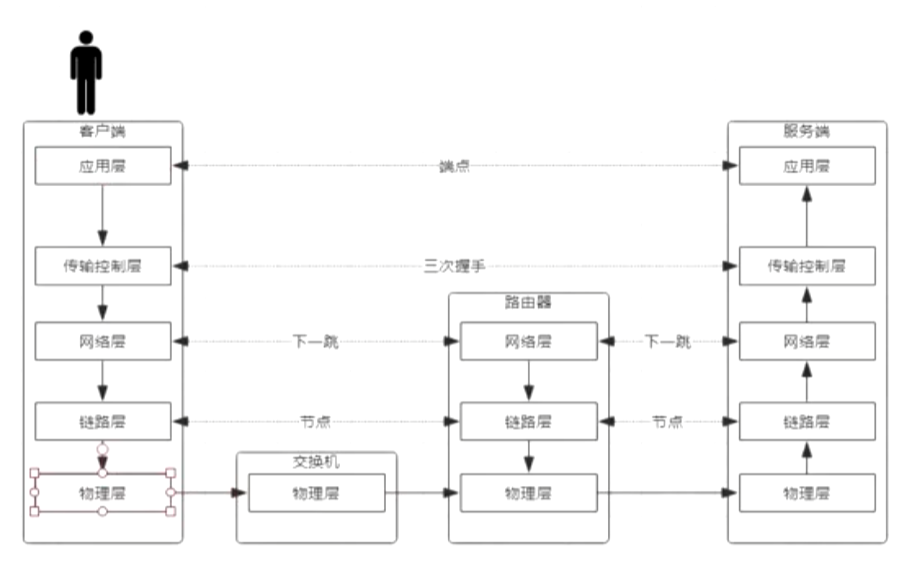 客户端
服务端
应用层
端点
应用层
传输控制层
三次握手
传输控制层
路由器
网络层
下一跳
网络层
下一跳
网络层
链路层
节点
链路层
节点
链路层
交换机
物理层
物理层
物理层
物理层